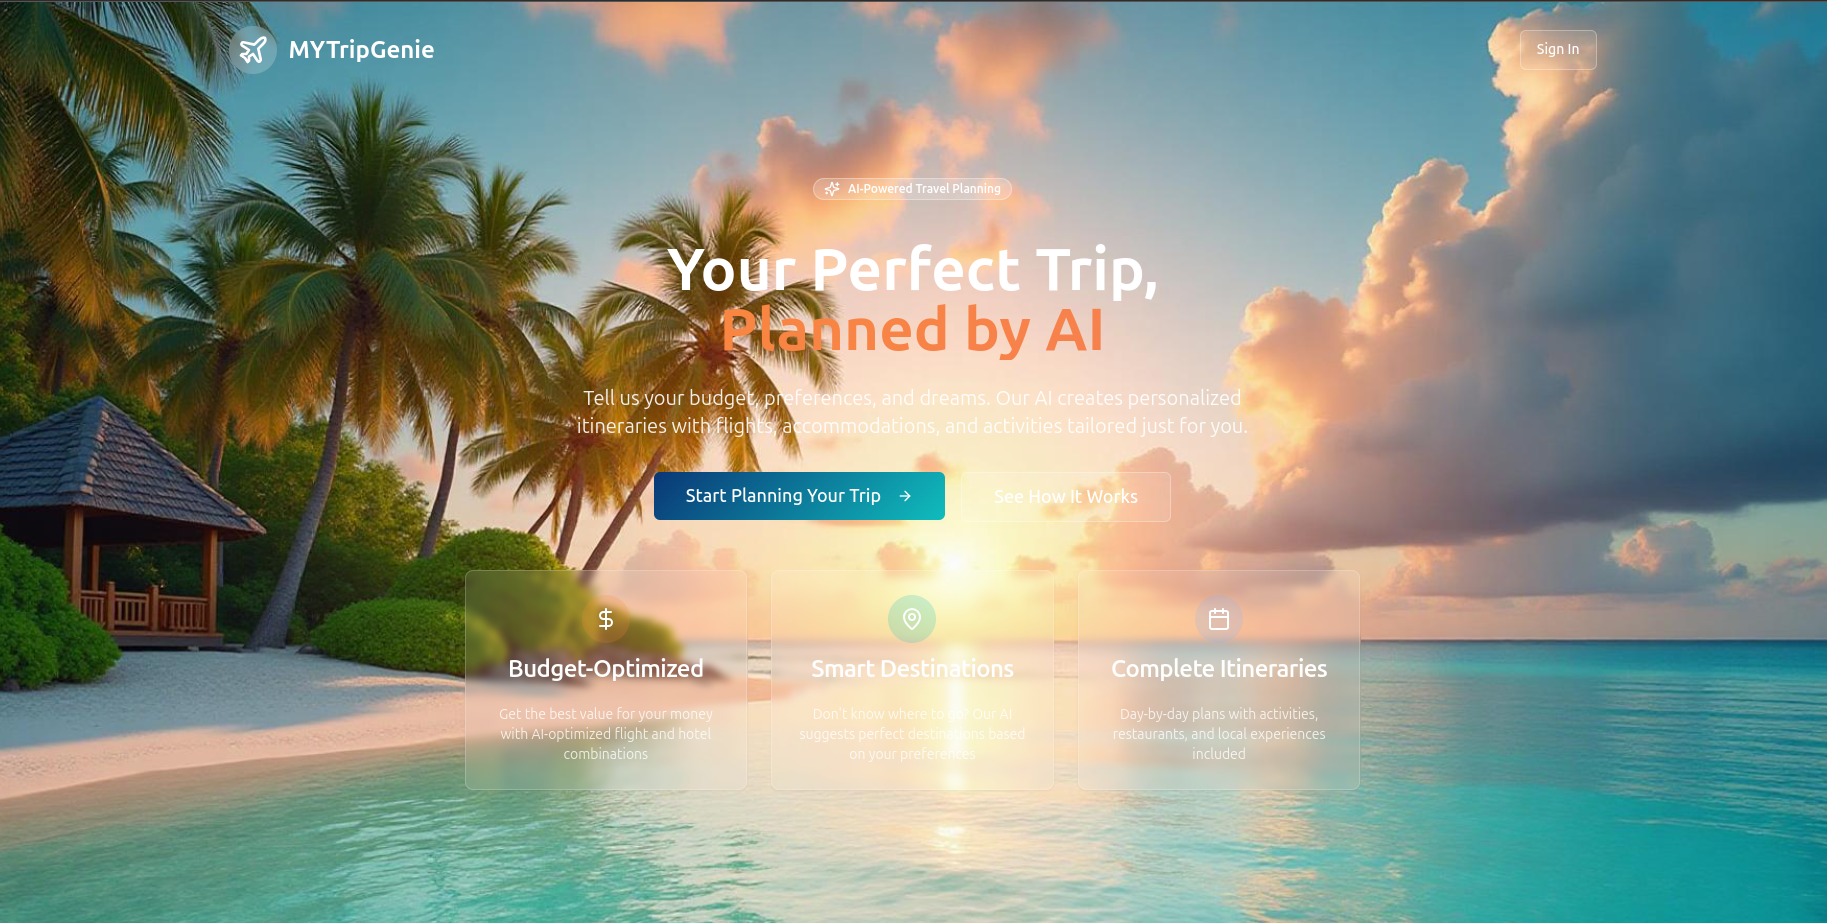 MYTripGenie
Sign In
AI-Powered Travel Planning
Your Perfect Trip,
Planned by AI
Tell us your budget, preferences, and dreams. Our AI creates personalized
itineraries with flights, accommodations, and activities tailored just for you.
Start Planning Your Trip
See How It Works
Budget-Optimized
Get the best value for your money
with AI-optimized flight and hotel
combinations
Smart Destinations
Don't know where to go? Our AI
suggests perfect destinations based
on your preferences
Complete Itineraries
Day-by-day plans with activities,
restaurants, and local experiences
included